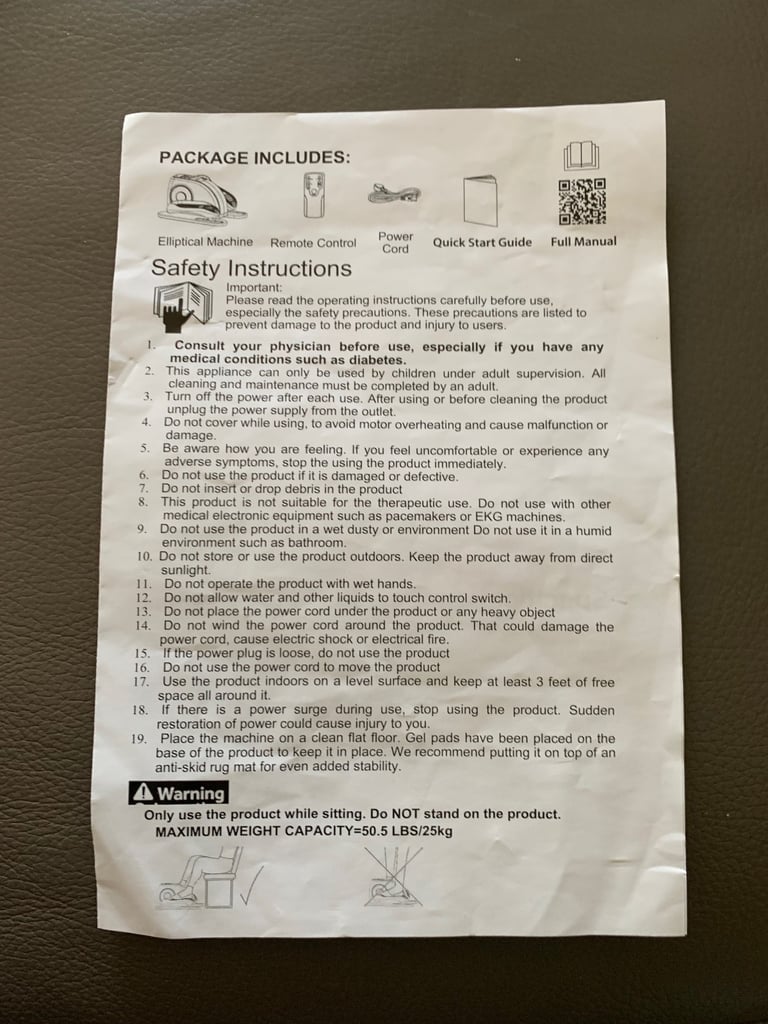 PACKAGE INCLUDES:
Elliptical Machine Remote Control Power Cord Quick Start Guide Full Manual
Safety Instructions
Important:
Please read the operating instructions carefully before use,
especially the safety precautions. These precautions are listed to
prevent damage to the product and injury to users.
1. Consult your physician before use, especially if you have any
medical conditions such as diabetes.
2. This appliance can only be used by children under adult supervision. All
cleaning and maintenance must be completed by an adult.
3. Turn off the power after each use. After using or before cleaning the product
unplug the power supply from the outlet.
4. Do not cover while using, to avoid motor overheating and cause malfunction or
damage.
5. Be aware how you are feeling. If you feel uncomfortable or experience any
adverse symptoms, stop the using the product immediately.
6. Do not use the product if it is damaged or defective.
7. Do not insert or drop debris in the product
8. This product is not suitable for the therapeutic use. Do not use with other
medical electronic equipment such as pacemakers or EKG machines.
9. Do not use the product in a wet dusty or environment Do not use it in a humid
environment such as bathroom.
10. Do not store or use the product outdoors. Keep the product away from direct
sunlight.
11. Do not operate the product with wet hands.
12. Do not allow water and other liquids to touch control switch.
13. Do not place the power cord under the product or any heavy object
14. Do not wind the power cord around the product. That could damage the
power cord, cause electric shock or electrical fire.
15. If the power plug is loose, do not use the product
16. Do not use the power cord to move the product
17. Use the product indoors on a level surface and keep at least 3 feet of free
space all around it.
18. If there is a power surge during use, stop using the product. Sudden
restoration of power could cause injury to you.
19. Place the machine on a clean flat floor. Gel pads have been placed on the
base of the product to keep it in place. We recommend putting it on top of an
anti-skid rug mat for even added stability.
Warning
Only use the product while sitting. Do NOT stand on the product.
MAXIMUM WEIGHT CAPACITY=50.5 LBS/25kg